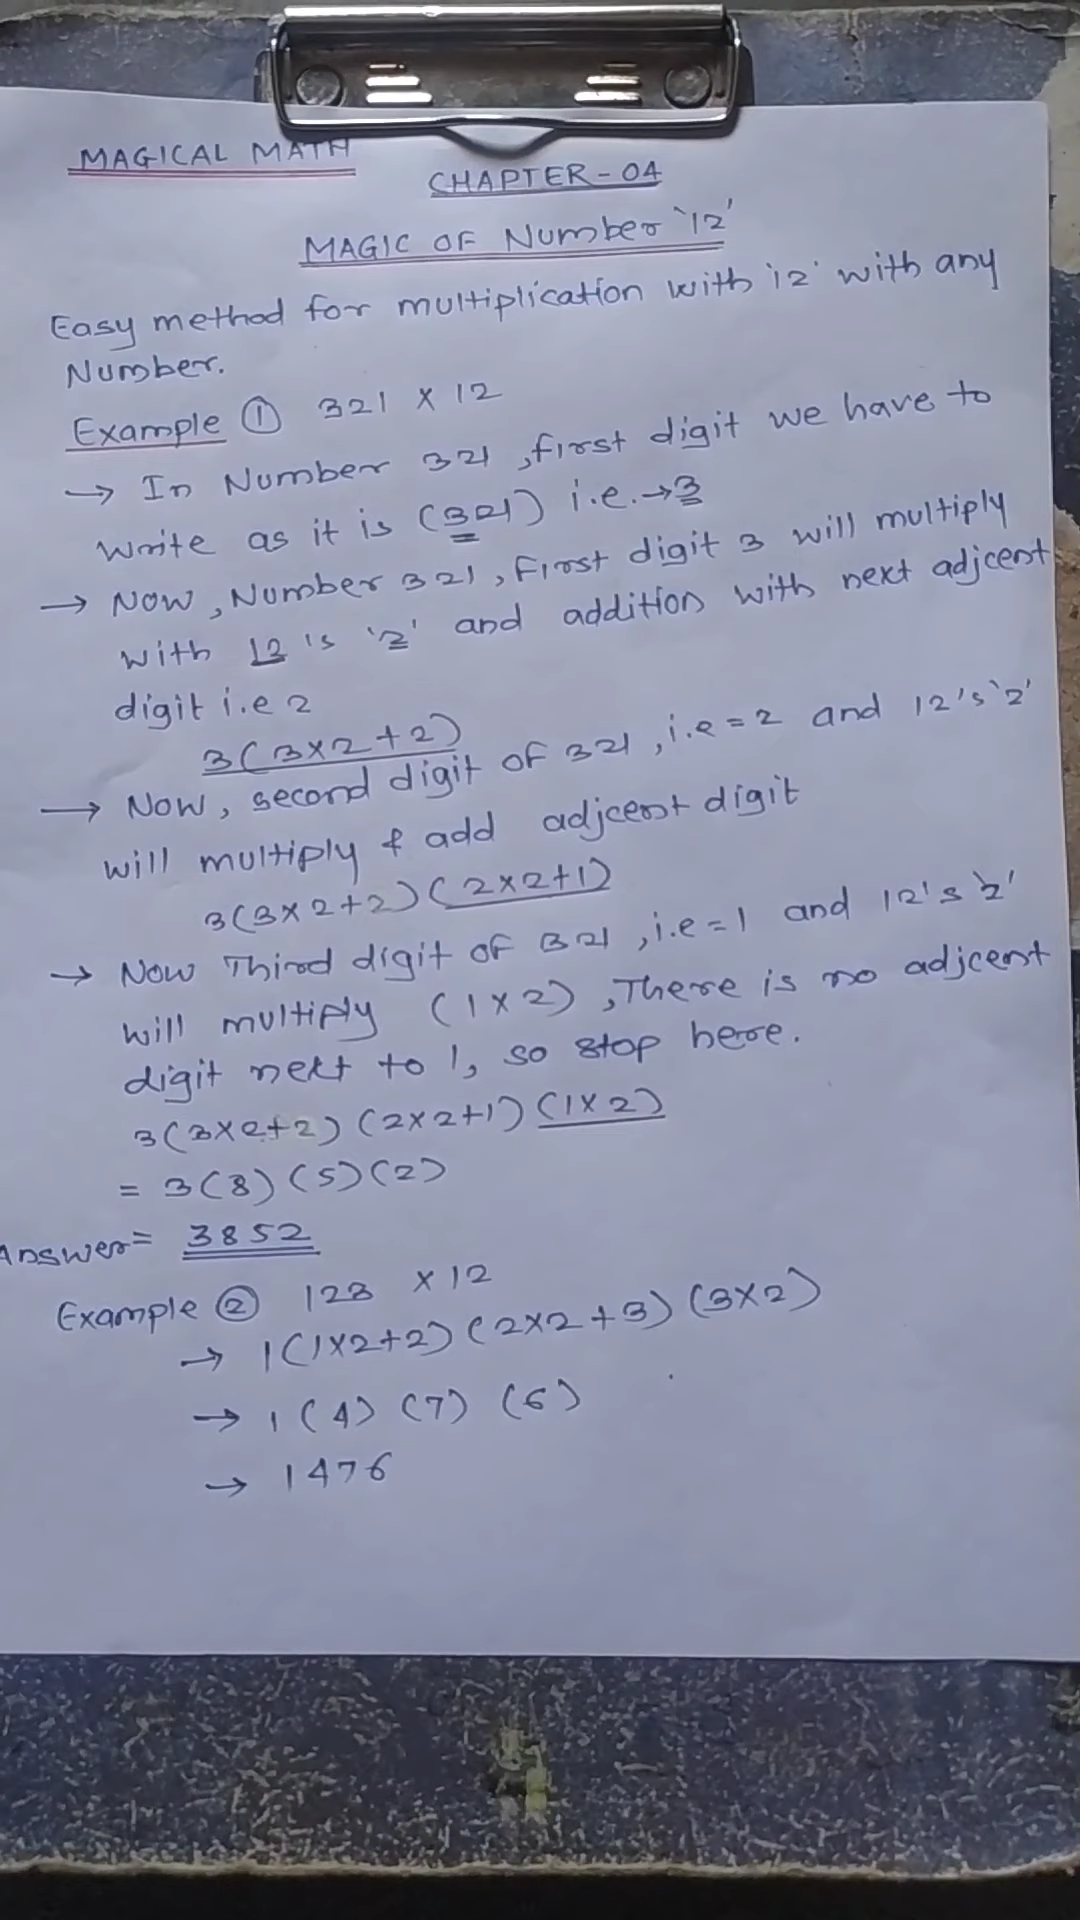 MAGICAL MATH
CHAPTER-04
MAGIC OF Number `12'
Easy method for multiplication with `12' with any
Number.
Example ① 321 x 12
→ In Number 321, first digit we have to
write as it is (321) i.e.→3
→ Now, Number 321, First digit 3 will multiply
with 12's '2' and addition with next adjcent
digit i.e 2
3(3x2+2)
→ Now, second digit of 321, i.e=2 and 12's `2'
will multiply & add adjcent digit
3(3x2+2)(2x2+1)
→ Now Third digit of 321, i.e=1 and 12's `2'
will multiply (1x2), There is no adjcent
digit next to 1, so stop here.
3(3x2+2)(2x2+1)(1x2)
= 3(8)(5)(2)
Answer= 3852
Example ② 123 x 12
→ 1(1x2+2)(2x2+3)(3x2)
→ 1(4)(7)(6)
→ 1476